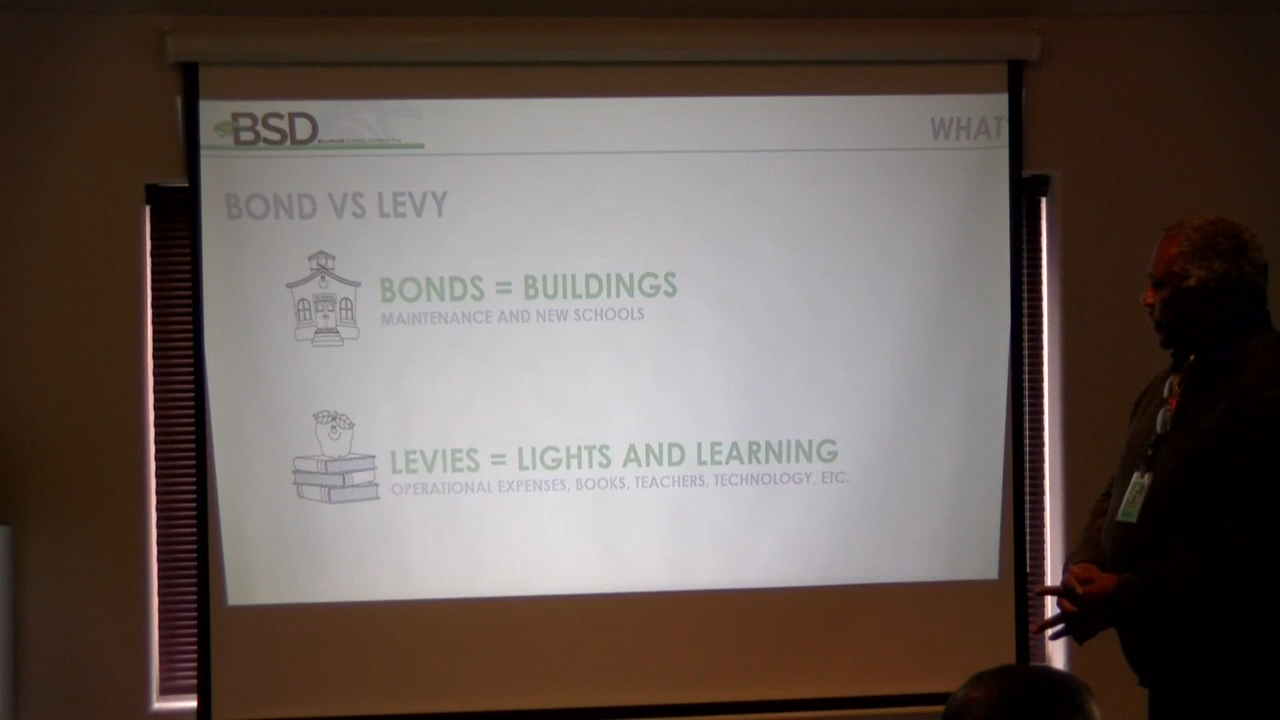 BSD
WHAT'
BOND VS LEVY
BONDS = BUILDINGS
MAINTENANCE AND NEW SCHOOLS
LEVIES = LIGHTS AND LEARNING
OPERATIONAL EXPENSES, BOOKS, TEACHERS, TECHNOLOGY, ETC.